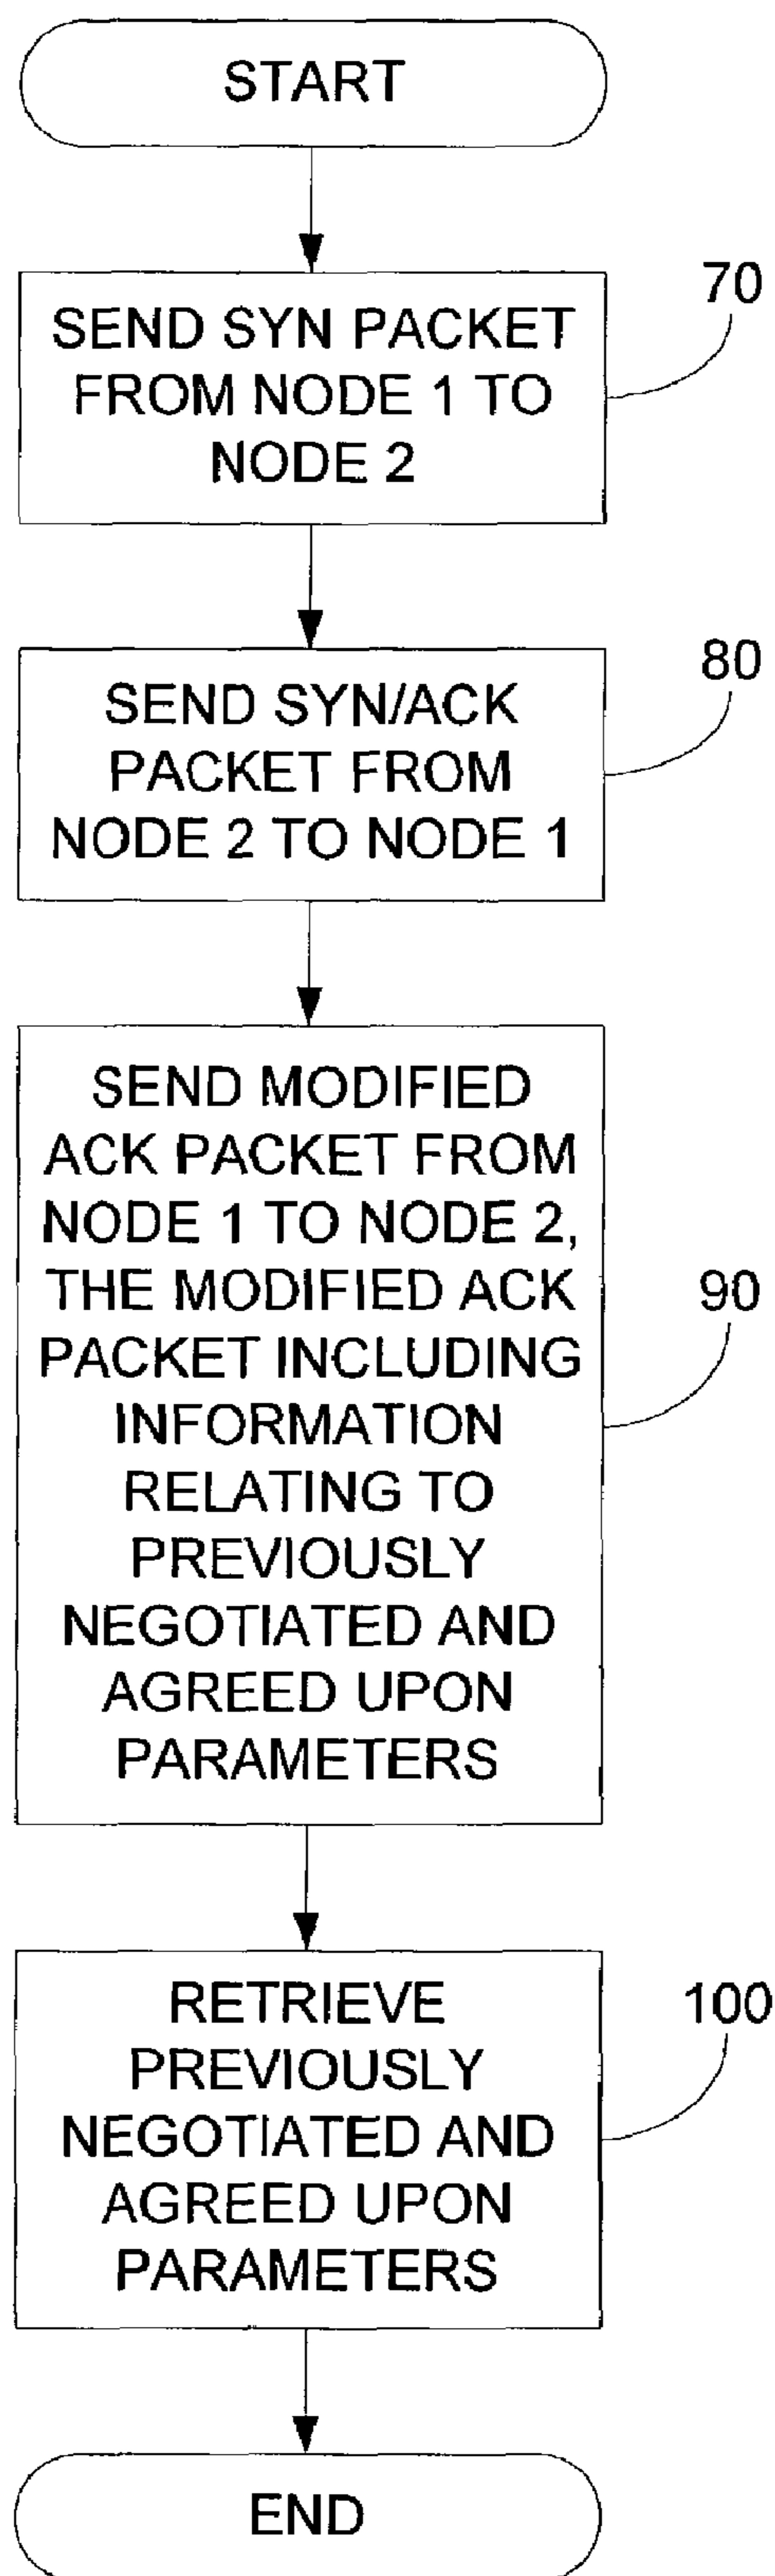 START
70
SEND SYN PACKET
FROM NODE 1 TO
NODE 2
80
SEND SYN/ACK
PACKET FROM
NODE 2 TO NODE 1
SEND MODIFIED
ACK PACKET FROM
NODE 1 TO NODE 2,
THE MODIFIED ACK
PACKET INCLUDING
INFORMATION
RELATING TO
PREVIOUSLY
NEGOTIATED AND
AGREED UPON
PARAMETERS
90
RETRIEVE
PREVIOUSLY
NEGOTIATED AND
AGREED UPON
PARAMETERS
100
END